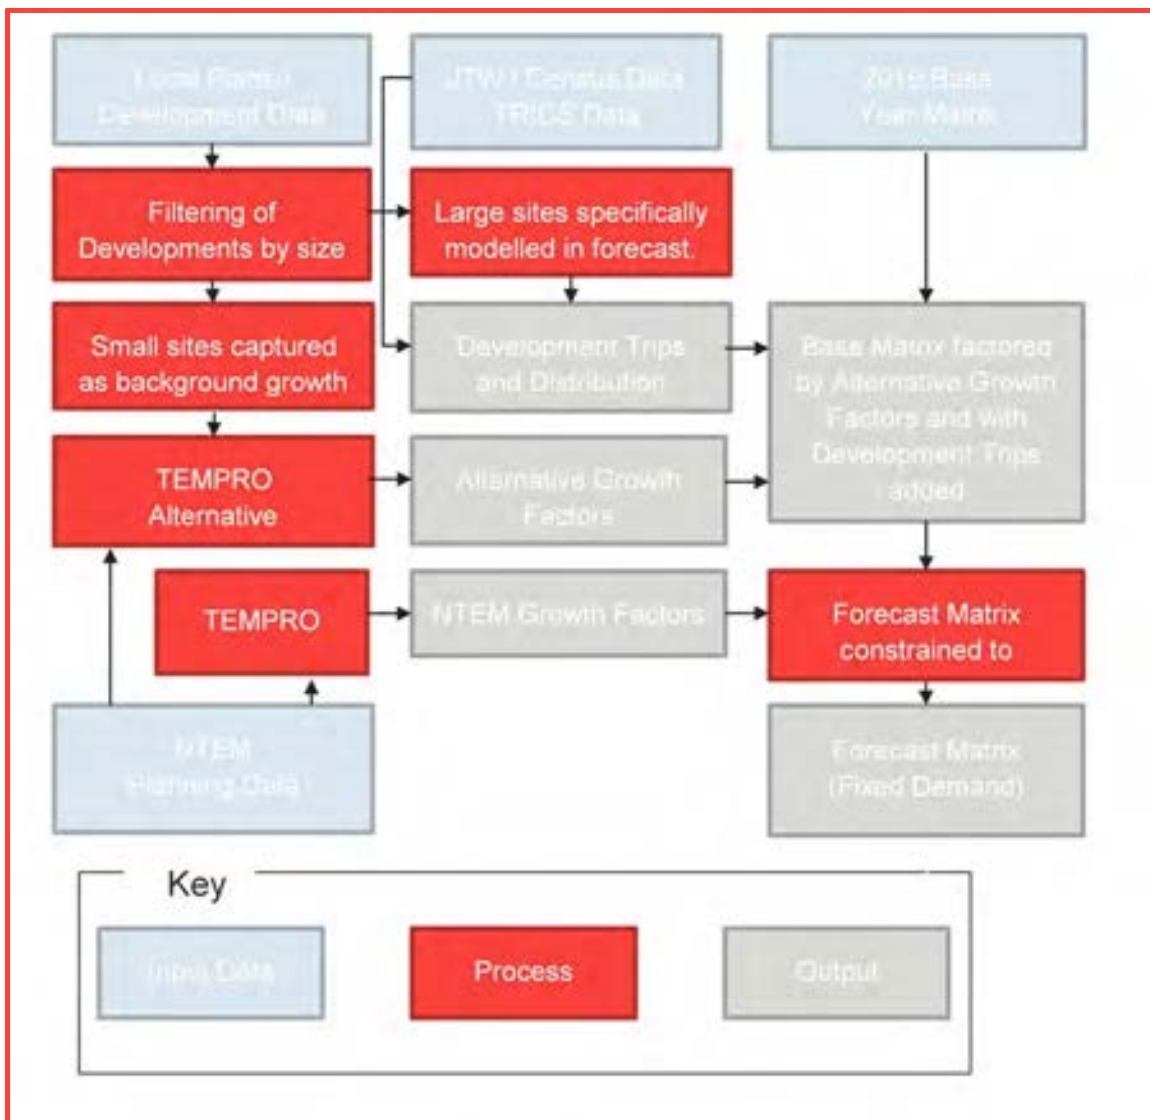 Development Data
JTW / Census Data
TRICS Data
Base
Year Matrix
Filtering of
Developments by size
Large sites specifically
modelled in forecast.
Small sites captured
as background growth
Development Trips
and Distribution
Base Matrix factored
by Alternative Growth
Factors and with
Development Trips
added
TEMPRO
Alternative
Alternative Growth
Factors
TEMPRO
NTEM Growth Factors
Forecast Matrix
constrained to
NTEM
Planning Data
Forecast Matrix
(Fixed Demand)
Key
Input Data
Process
Output